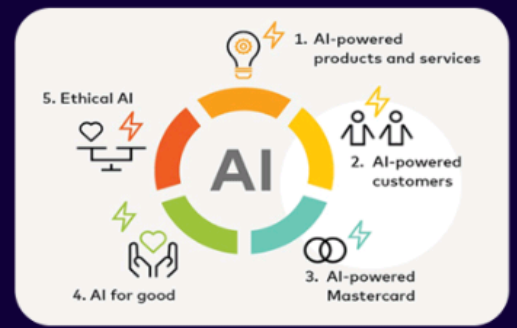 1. AI-powered
products and services
5. Ethical AI
AI
2. AI-powered
customers
3. AI-powered
Mastercard
4. AI for good